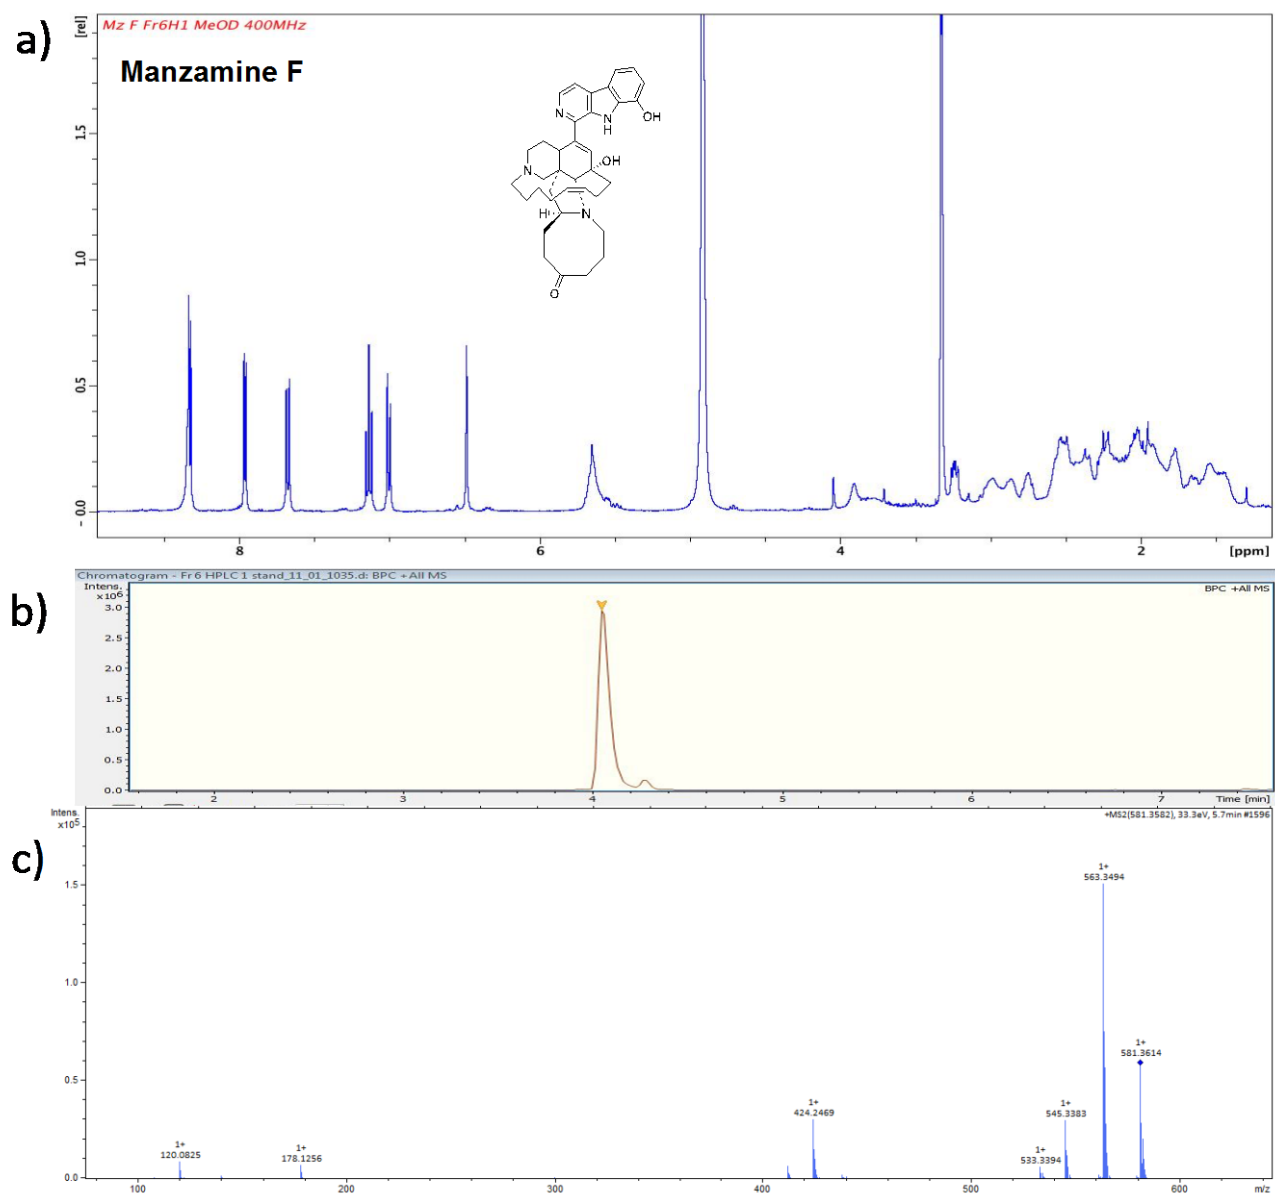 a)
[rel]
Mz F Fr6H1 MeOD 400MHz
Manzamine F
N
N
H
OH
OH
N
H
N
O
1.5
1.0
0.5
0.0
8
6
4
2
[ppm]
b)
Chromatogram - Fr 6 HPLC 1 stand_11_01_1035.d: BPC +All MS
Intens.
x10⁶
BPC +All MS
3.0
2.5
2.0
1.5
1.0
0.5
0.0
2
3
4
5
6
7
Time [min]
c)
Intens.
x10⁵
+MS2(581.3582), 33.3eV, 5.7min #1596
1.5
1.0
0.5
0.0
1+
120.0825
1+
178.1256
1+
424.2469
1+
533.3394
1+
545.3383
1+
563.3494
1+
581.3614
100
200
300
400
500
600
m/z